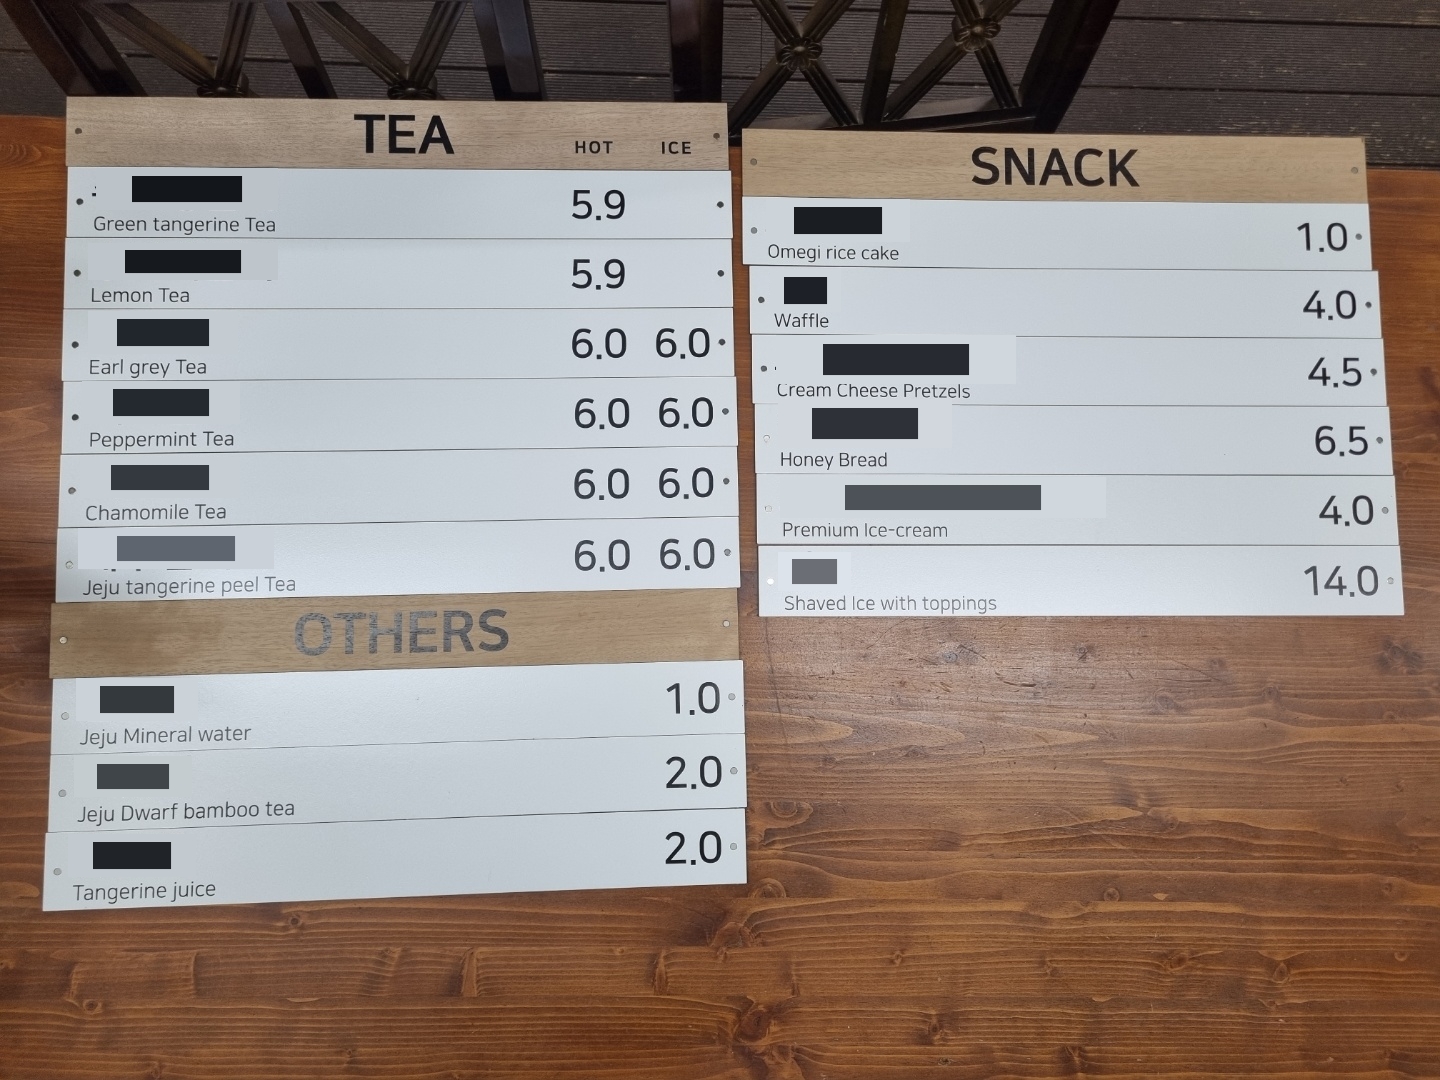 TEA
HOT ICE
Green tangerine Tea 5.9
Lemon Tea 5.9
Earl grey Tea 6.0 6.0
Peppermint Tea 6.0 6.0
Chamomile Tea 6.0 6.0
Jeju tangerine peel Tea 6.0 6.0
OTHERS
Jeju Mineral water 1.0
Jeju Dwarf bamboo tea 2.0
Tangerine juice 2.0
SNACK
Omegi rice cake 1.0
Waffle 4.0
Cream Cheese Pretzels 4.5
Honey Bread 6.5
Premium Ice-cream 4.0
Shaved Ice with toppings 14.0